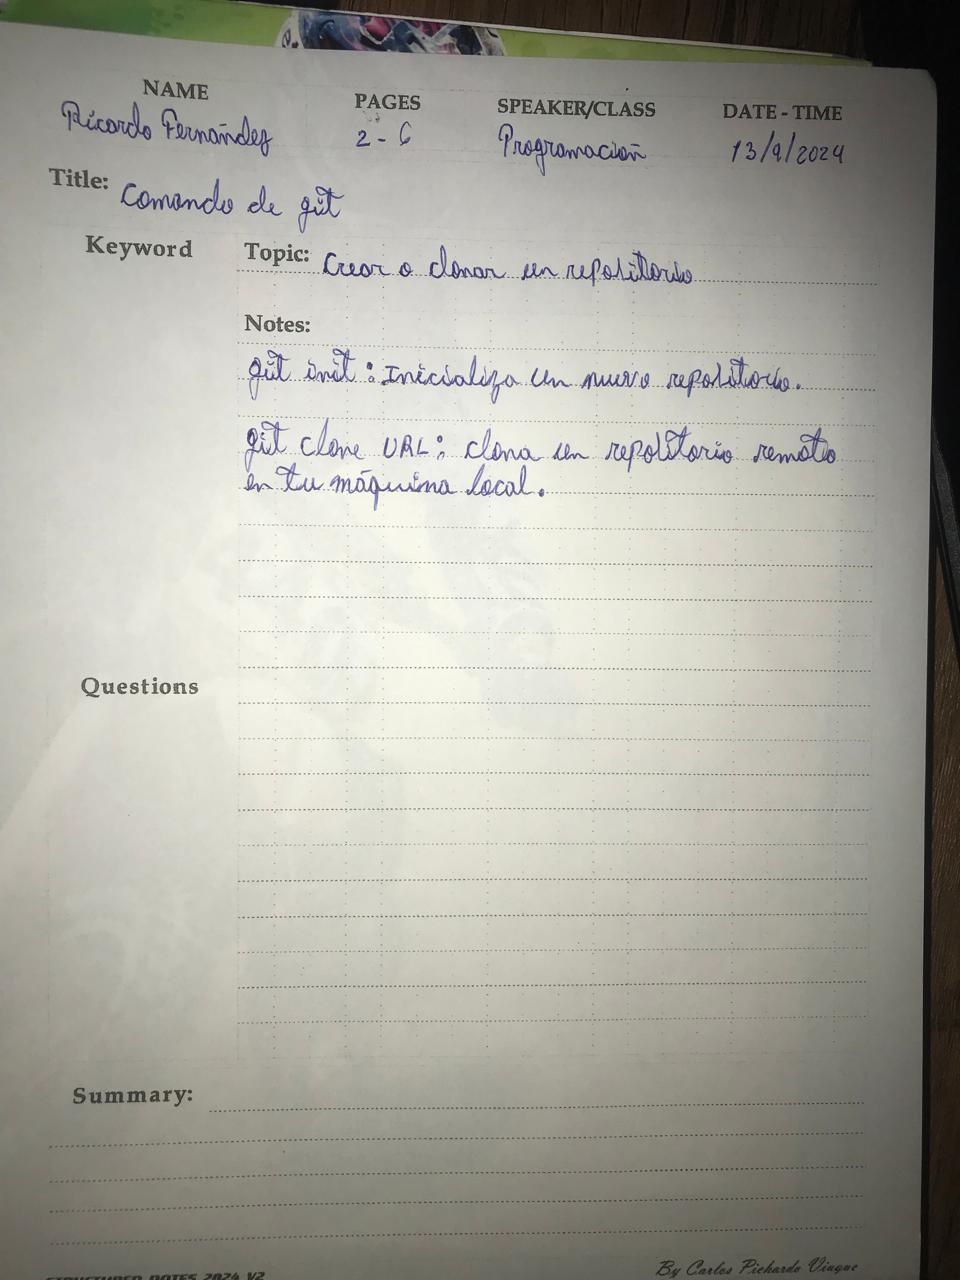 NAME PAGES SPEAKER/CLASS DATE - TIME
Ricardo Fernández 2 - 6 Programación 13/9/2024
Title: Comando de git
Keyword Topic: Crear o clonar un repositorio
Notes:
git init: Inicializa un nuevo repositorio.
git clone URL: clona un repositorio remoto
en tu máquina local.
Questions
Summary:
STRUCTURED NOTES 2024 V2 By Carlos Pichardo Viuque